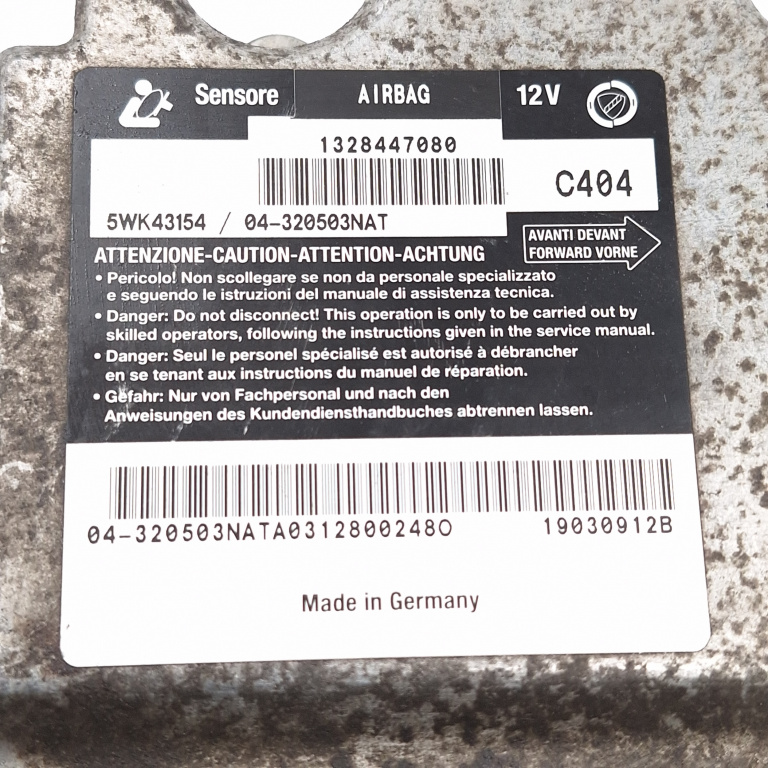 Sensore AIRBAG 12V
1328447080
C404
5WK43154 / 04-320503NAT
AVANTI DEVANT
FORWARD VORNE
ATTENZIONE-CAUTION-ATTENTION-ACHTUNG
• Pericolo! Non scollegare se non da personale specializzato
e seguendo le istruzioni del manuale di assistenza tecnica.
• Danger: Do not disconnect! This operation is only to be carried out by
skilled operators, following the instructions given in the service manual.
• Danger: Seul le personel spécialisé est autorisé à débrancher
en se tenant aux instructions du manuel de réparation.
• Gefahr: Nur von Fachpersonal und nach den
Anweisungen des Kundendiensthandbuches abtrennen lassen.
04-320503NATA0312800248O 19030912B
Made in Germany